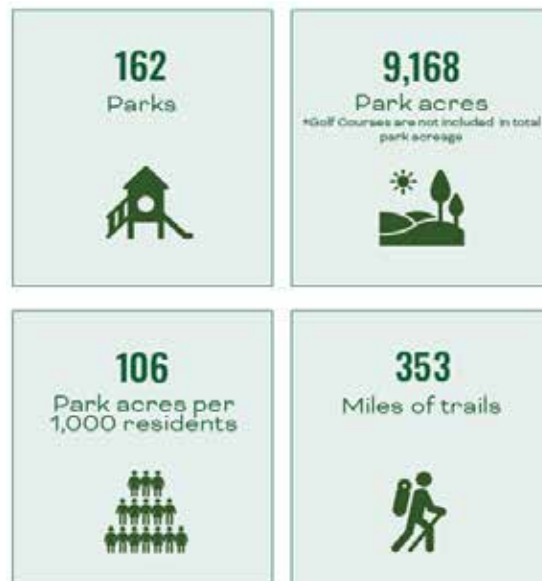 162
Parks
9,168
Park acres
*Golf Courses are not included in total
park acreage
106
Park acres per
1,000 residents
353
Miles of trails